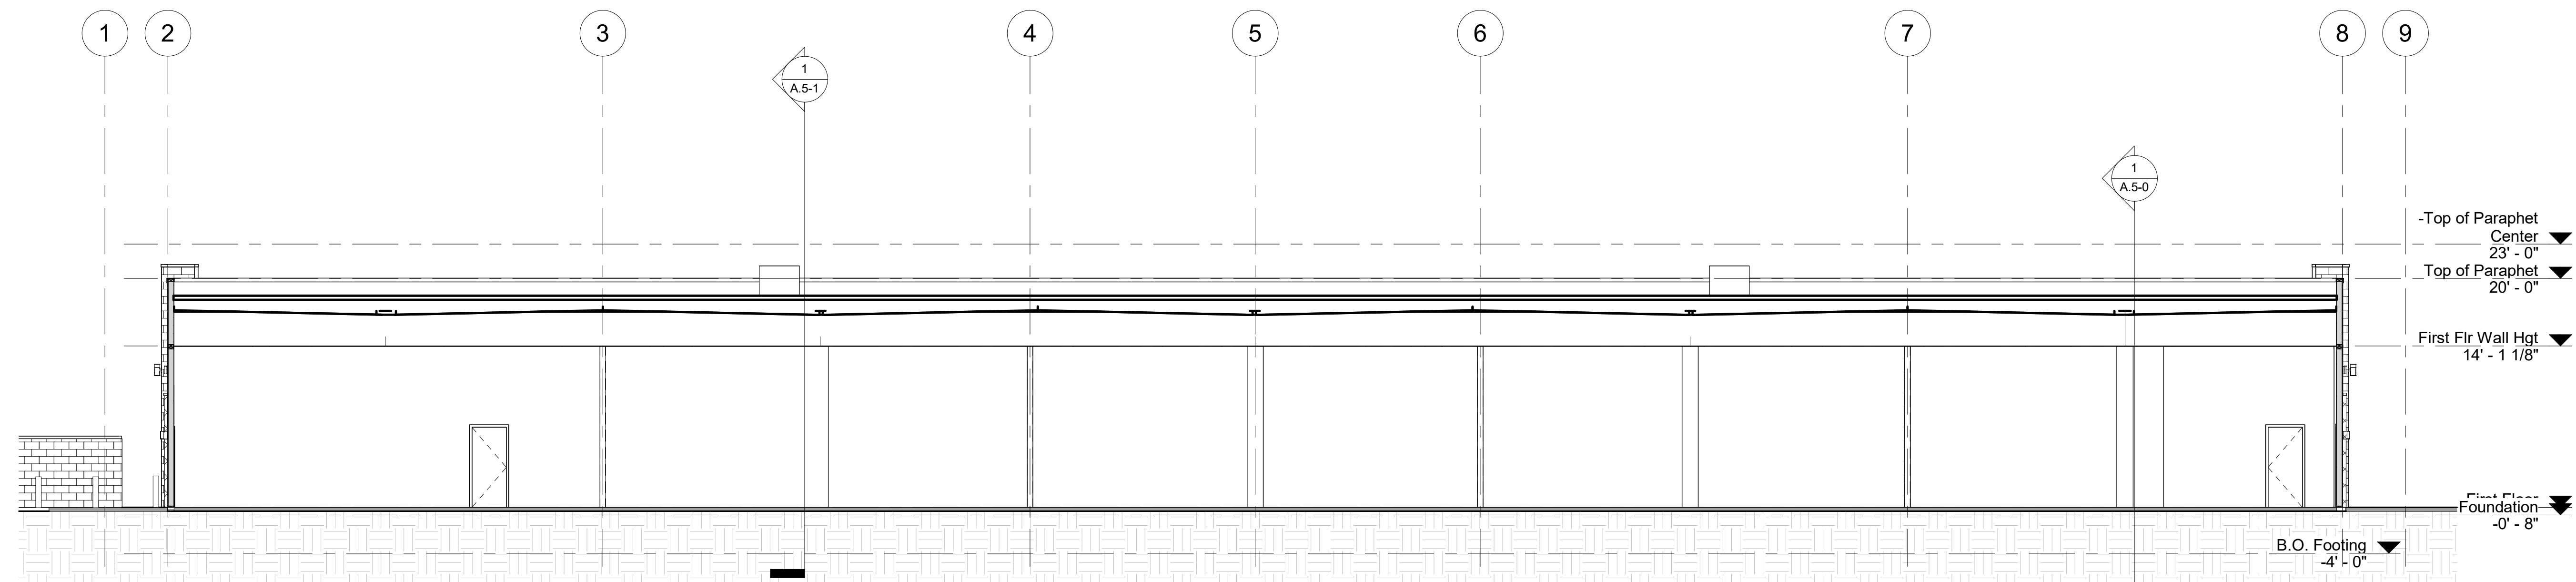 1 2 3 4 5 6 7 8 9
1
A.5-1
1
A.5-0
-Top of Paraphet
Center
23' - 0"
Top of Paraphet
20' - 0"
First Flr Wall Hgt
14' - 1 1/8"
First Floor
Foundation
-0' - 8"
B.O. Footing
-4' - 0"